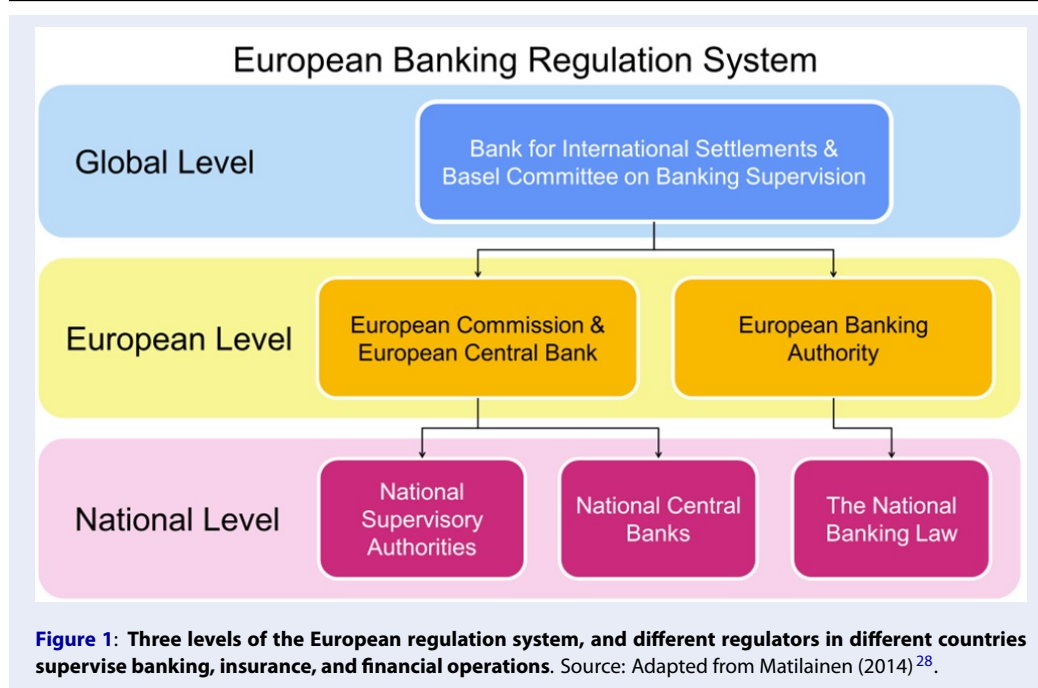 European Banking Regulation System
Global Level
Bank for International Settlements &
Basel Committee on Banking Supervision
European Level
European Commission &
European Central Bank
European Banking
Authority
National Level
National
Supervisory
Authorities
National Central
Banks
The National
Banking Law
Figure 1: Three levels of the European regulation system, and different regulators in different countries
supervise banking, insurance, and financial operations. Source: Adapted from Matilainen (2014) 28.